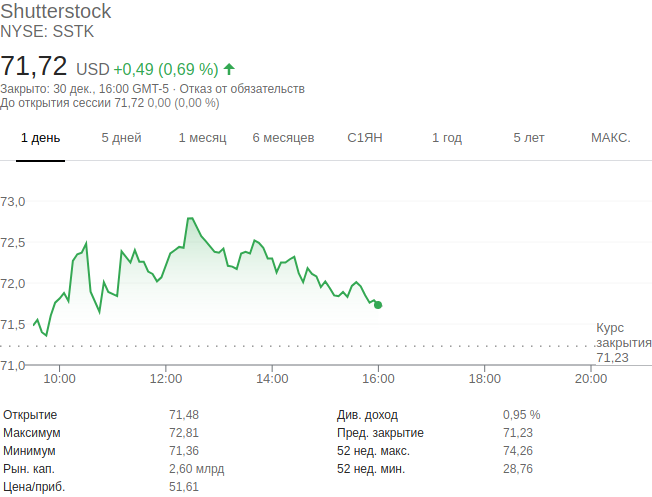 Shutterstock
NYSE: SSTK
71,72 USD +0,49 (0,69 %)
Закрыто: 30 дек., 16:00 GMT-5 · Отказ от обязательств
До открытия сессии 71,72 0,00 (0,00 %)
1 день 5 дней 1 месяц 6 месяцев С1ЯН 1 год 5 лет МАКС.
73,0
72,5
72,0
71,5
71,0
Курс
закрытия
71,23
10:00 12:00 14:00 16:00 18:00 20:00
Открытие 71,48 Див. доход 0,95 %
Максимум 72,81 Пред. закрытие 71,23
Минимум 71,36 52 нед. макс. 74,26
Рын. кап. 2,60 млрд 52 нед. мин. 28,76
Цена/приб. 51,61